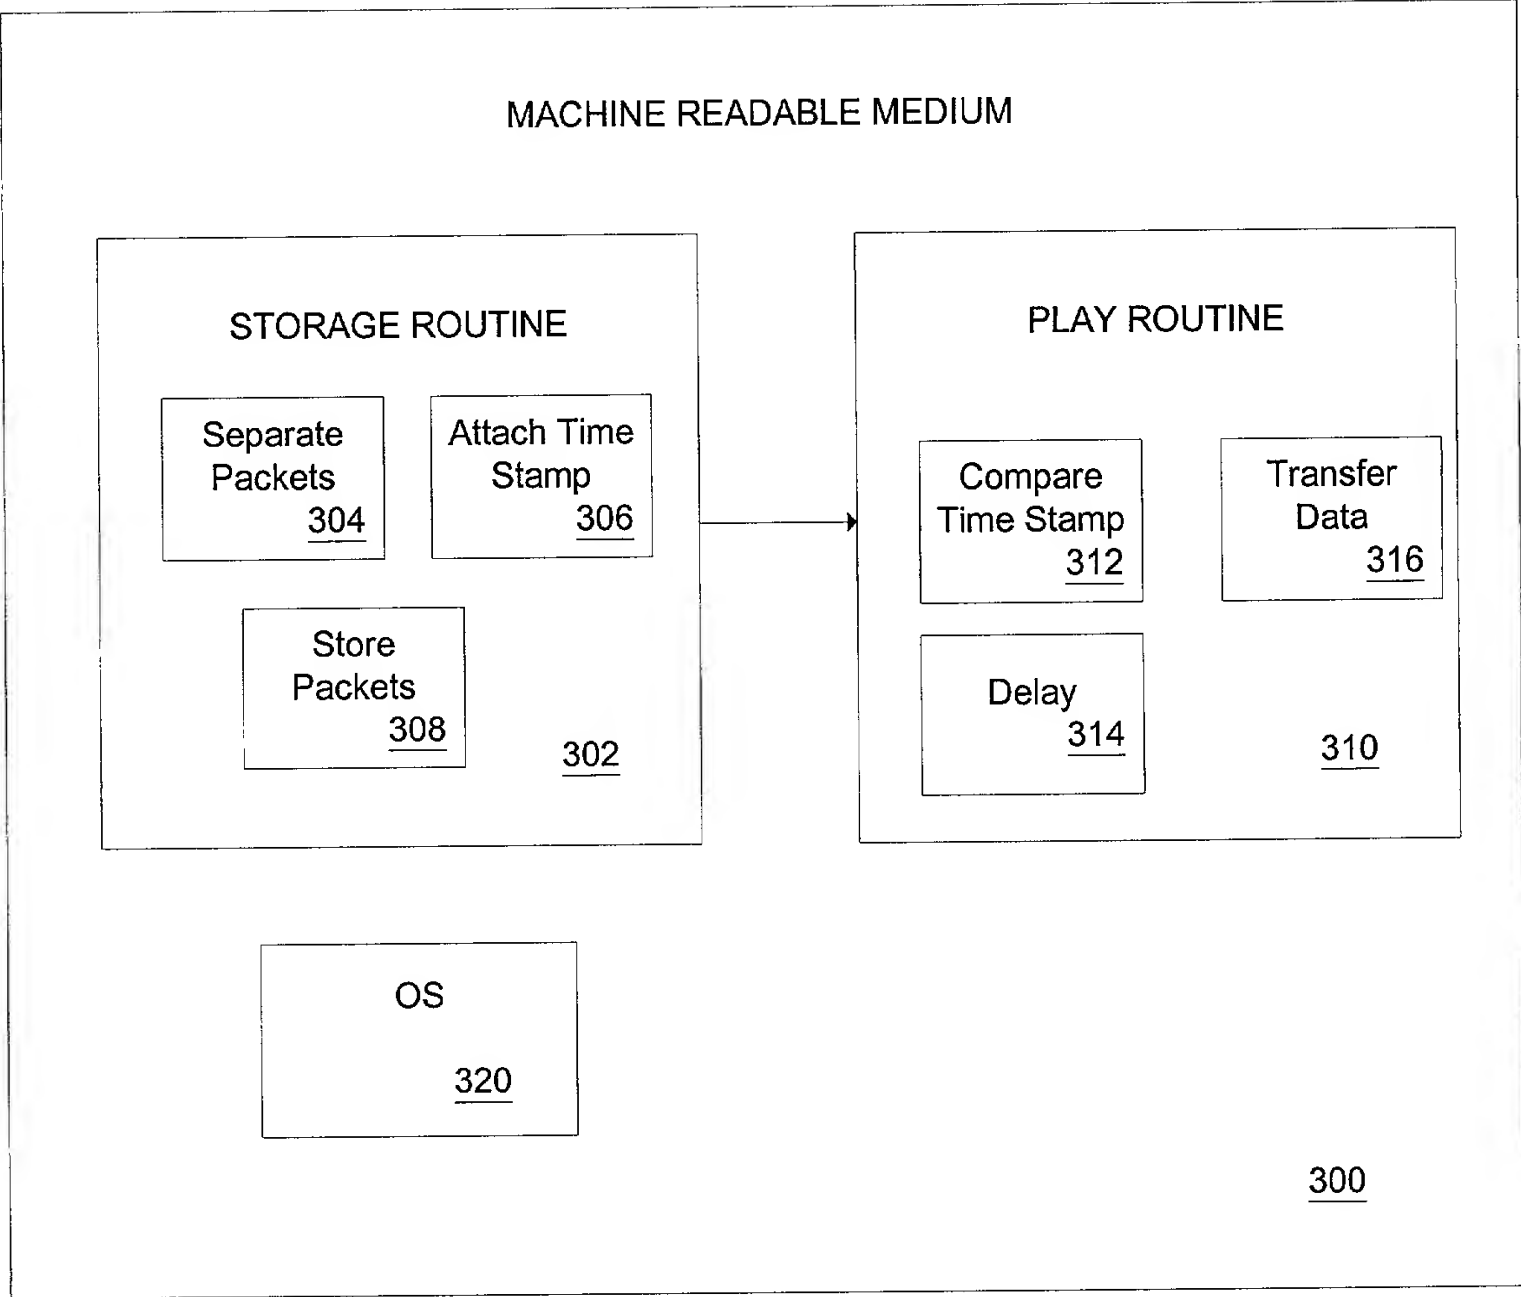 MACHINE READABLE MEDIUM
STORAGE ROUTINE
Separate
Packets
304
Attach Time
Stamp
306
Store
Packets
308
302
PLAY ROUTINE
Compare
Time Stamp
312
Transfer
Data
316
Delay
314
310
OS
320
300